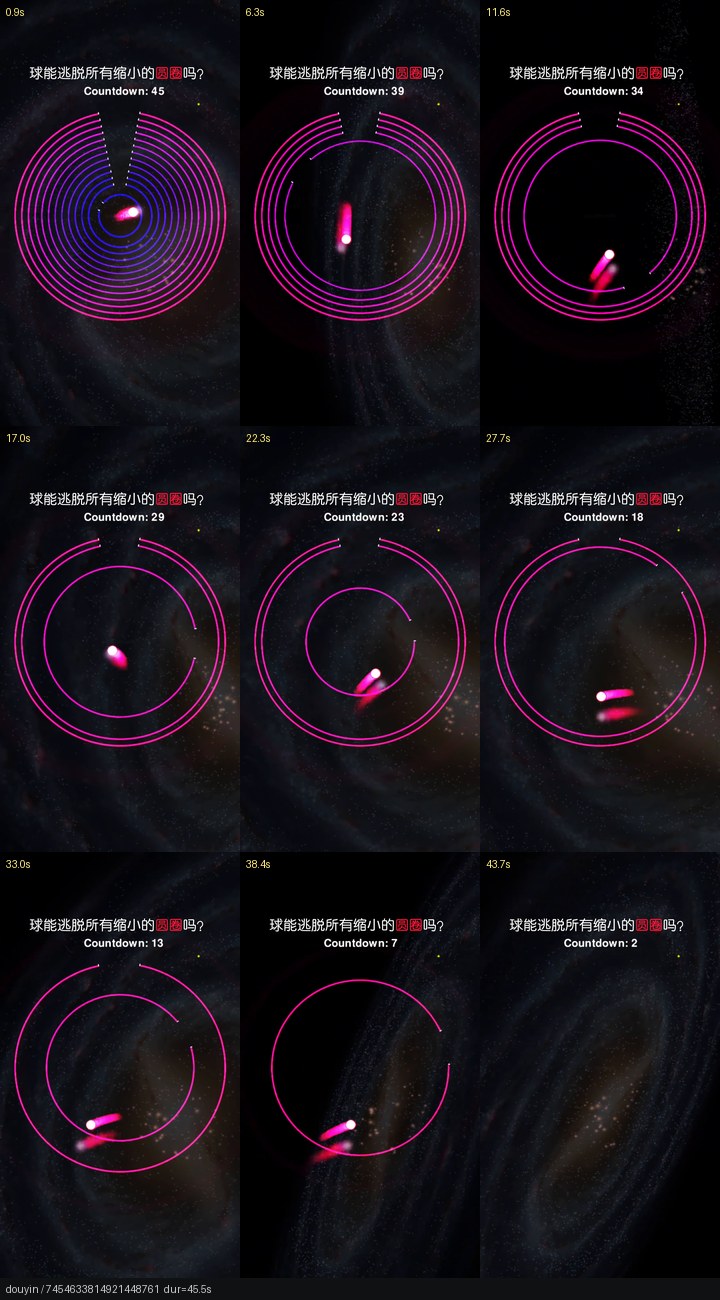 0.9s
球能逃脱所有缩小的圆圈吗?
Countdown: 45
6.3s
球能逃脱所有缩小的圆圈吗?
Countdown: 39
11.6s
球能逃脱所有缩小的圆圈吗?
Countdown: 34
17.0s
球能逃脱所有缩小的圆圈吗?
Countdown: 29
22.3s
球能逃脱所有缩小的圆圈吗?
Countdown: 23
27.7s
球能逃脱所有缩小的圆圈吗?
Countdown: 18
33.0s
球能逃脱所有缩小的圆圈吗?
Countdown: 13
38.4s
球能逃脱所有缩小的圆圈吗?
Countdown: 7
43.7s
球能逃脱所有缩小的圆圈吗?
Countdown: 2
douyin / 7454633814921448761 dur=45.5s